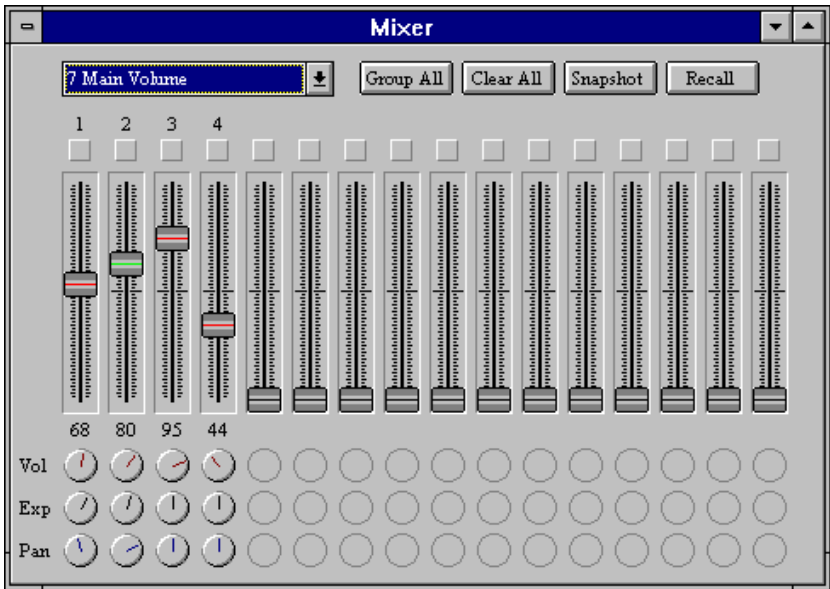 Mixer
7 Main Volume Group All Clear All Snapshot Recall
1 2 3 4
68 80 95 44
Vol
Exp
Pan